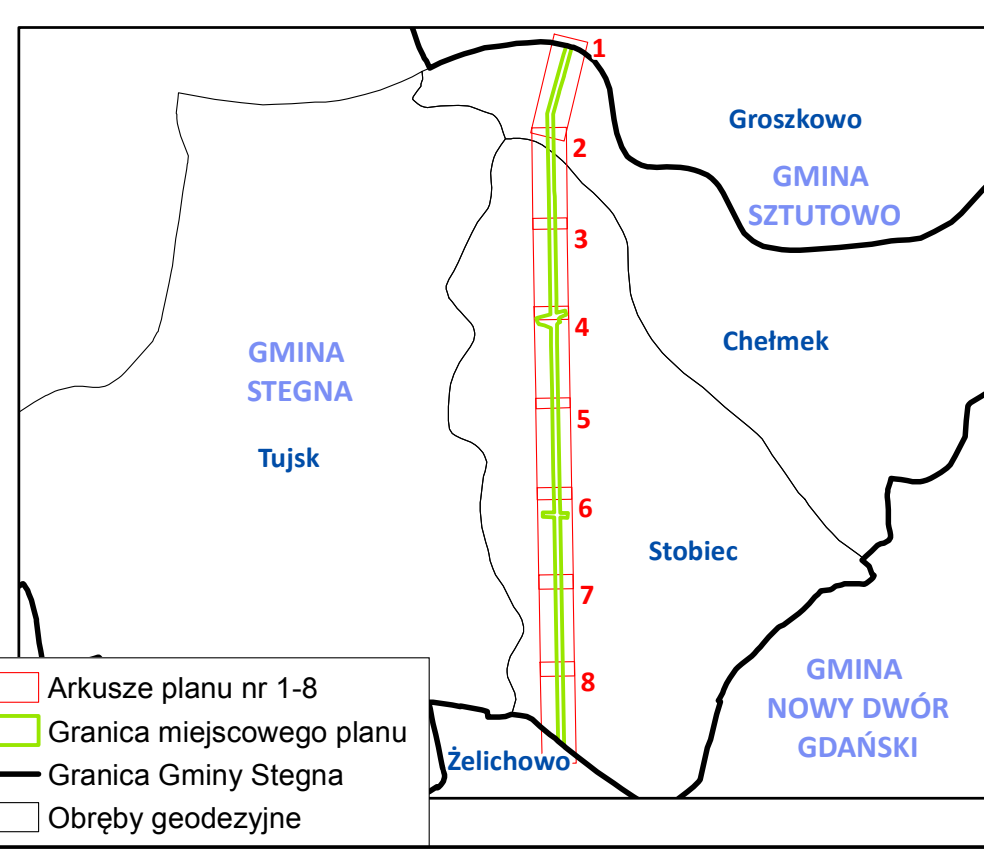 1
Groszkowo
2
GMINA
SZTUTOWO
3
4
Chełmek
GMINA
STEGNA
5
Tujsk
6
Stobiec
7
GMINA
NOWY DWÓR
GDAŃSKI
8
Żelichowo
Arkusze planu nr 1-8
Granica miejscowego planu
Granica Gminy Stegna
Obręby geodezyjne